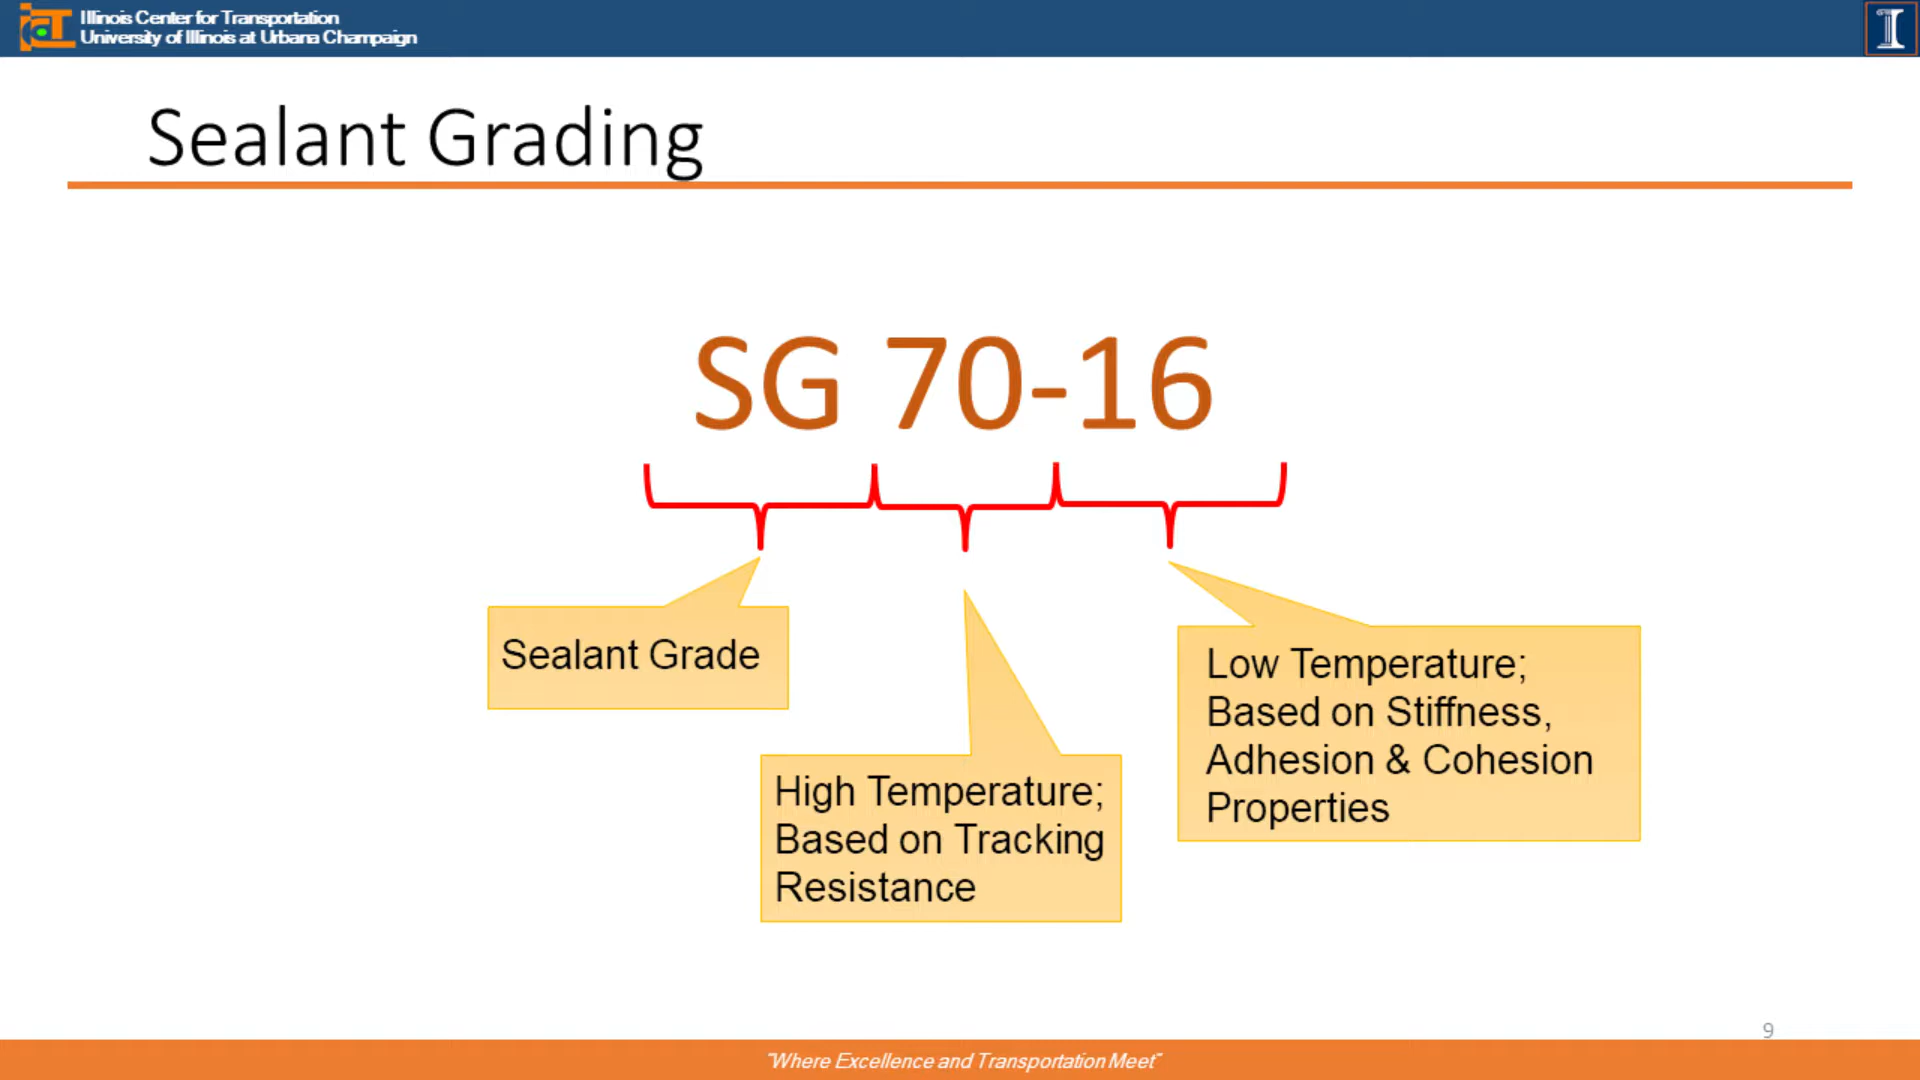 ICT
Illinois Center for Transportation
University of Illinois at Urbana Champaign
I
Sealant Grading
SG 70-16
Sealant Grade
High Temperature;
Based on Tracking
Resistance
Low Temperature;
Based on Stiffness,
Adhesion & Cohesion
Properties
9
"Where Excellence and Transportation Meet"